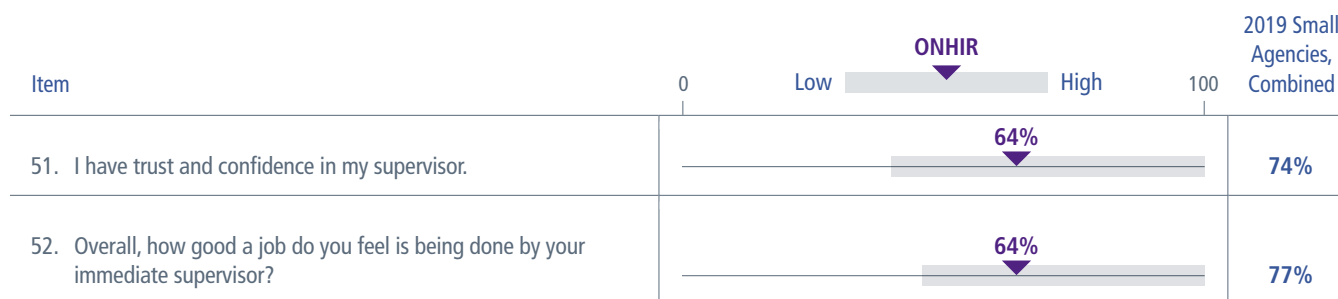 Item
0
Low
ONHIR
High
100
2019 Small
Agencies,
Combined
51. I have trust and confidence in my supervisor.
64%
74%
52. Overall, how good a job do you feel is being done by your
immediate supervisor?
64%
77%